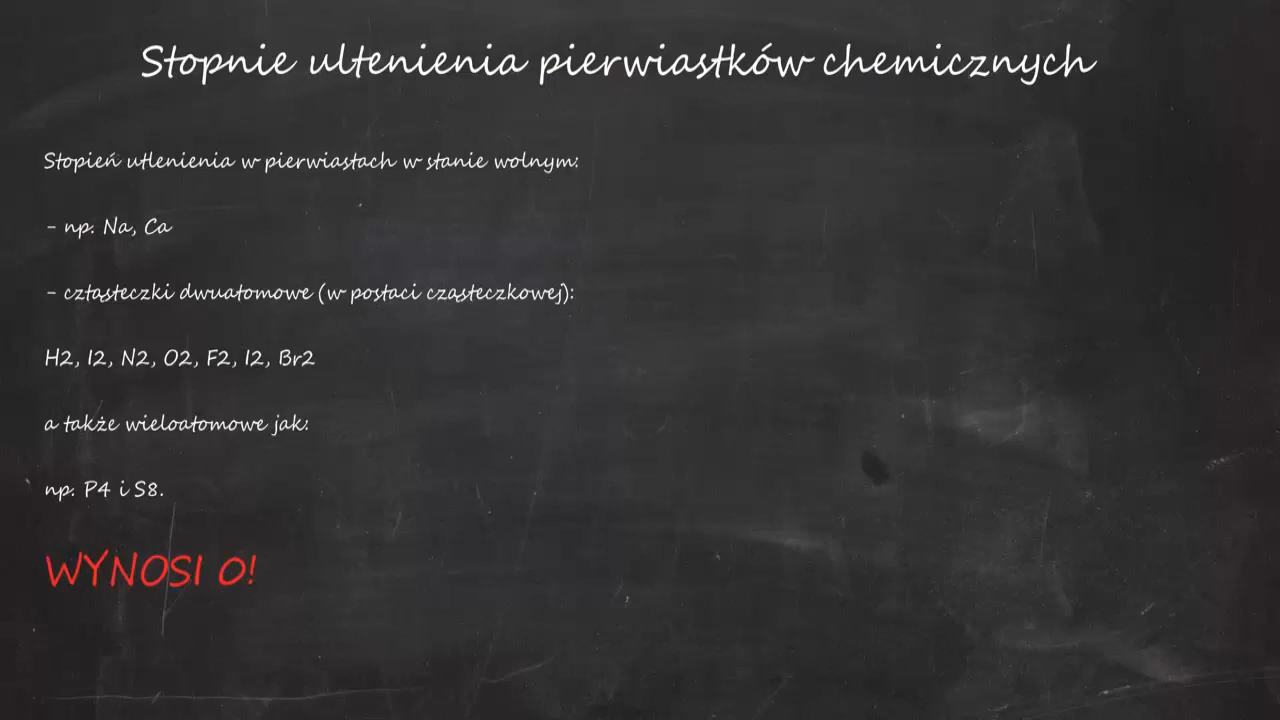 Stopnie ultenienia pierwiastków chemicznych
Stopień utlenienia w pierwiastach w stanie wolnym:
- np. Na, Ca
- cztąsteczki dwuatomowe (w postaci cząsteczkowej):
H2, I2, N2, O2, F2, I2, Br2
a także wieloatomowe jak:
np. P4 i S8.
WYNOSI 0!